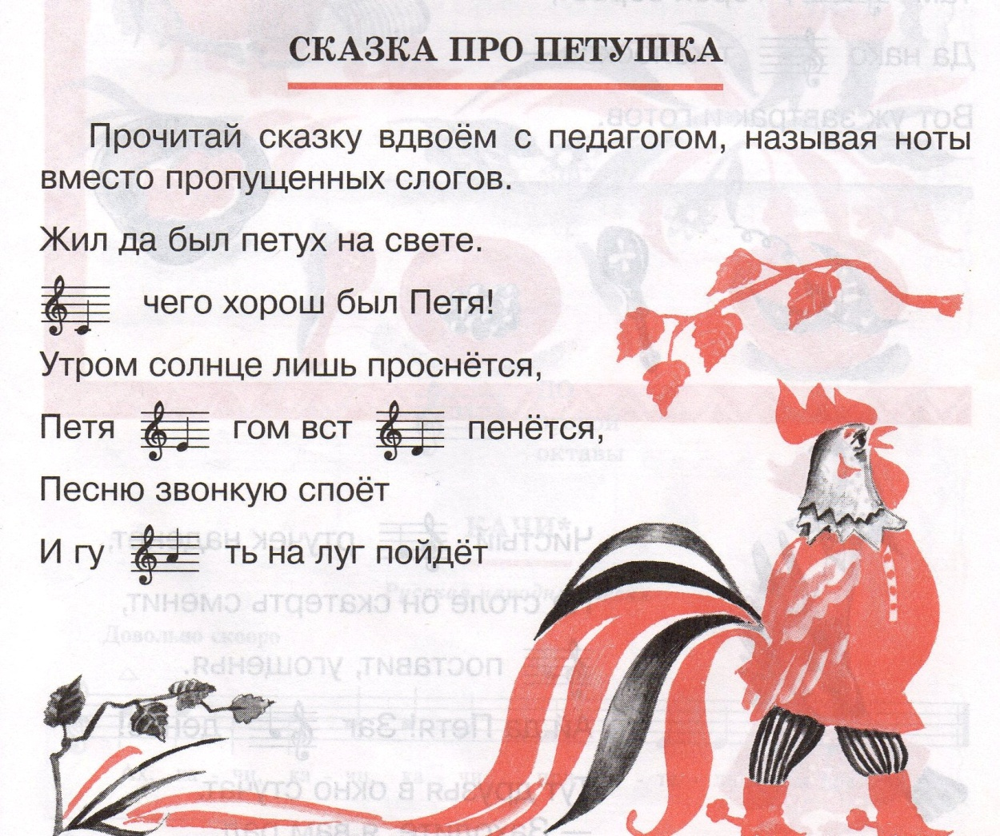 СКАЗКА ПРО ПЕТУШКА
Прочитай сказку вдвоём с педагогом, называя ноты
вместо пропущенных слогов.
Жил да был петух на свете.
чего хорош был Петя!
Утром солнце лишь проснётся,
Петя гом вст пенётся,
Песню звонкую споёт
И гу ть на луг пойдёт